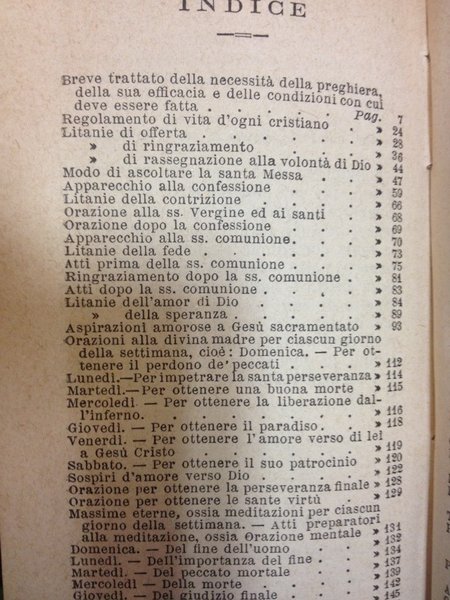 INDICE
Breve trattato della necessità della preghiera,
della sua efficacia e delle condizioni con cui
deve essere fatta . . . . . . Pag. 7
Regolamento di vita d'ogni cristiano . » 24
Litanie di offerta . . . . . . » 28
» di ringraziamento . . . . » 36
» di rassegnazione alla volontà di Dio » 44
Modo di ascoltare la santa Messa . . » 47
Apparecchio alla confessione . . . » 59
Litanie della contrizione . . . . » 66
Orazione alla ss. Vergine ed ai santi . » 68
Orazione dopo la confessione . . . » 69
Apparecchio alla ss. comunione. . . » 70
Litanie della fede . . . . . » 73
Atti prima della ss. comunione . . . » 75
Ringraziamento dopo la ss. comunione . » 81
Atti dopo la ss. comunione . . . » 83
Litanie dell'amor di Dio . . . . » 84
» della speranza . . . . . » 89
Aspirazioni amorose a Gesù sacramentato » 93
Orazioni alla divina madre per ciascun
giorno della settimana, cioè: Domenica. — Per ot-
tenere il perdono de' peccati . . . » 112
Lunedì.—Per impetrare la santa perseveranza » 114
Martedì.—Per ottenere una buona morte » 115
Mercoledì. — Per ottenere la liberazione dal-
l'inferno. . . . . . . . » 116
Giovedì. — Per ottenere il paradiso . . » 118
Venerdì. — Per ottenere l'amore verso di lei
a Gesù Cristo . . . . . . » 119
Sabbato. — Per ottenere il suo patrocinio » 120
Sospiri d'amore verso Dio . . . . » 122
Orazione per ottenere la perseveranza finale » 128
Orazione per ottenere le sante virtù . » 129
Massime eterne, ossia meditazioni per ciascun
giorno della settimana. — Atti preparatori
alla meditazione, ossia Orazione mentale » 131
Domenica. — Del fine dell'uomo . . » 132
Lunedì. — Dell'importanza del fine . . » 134
Martedì. — Del peccato mortale . . » 137
Mercoledì — Della morte . . . . » 139
Giovedì. — Del giudizio finale . . . » 142
145